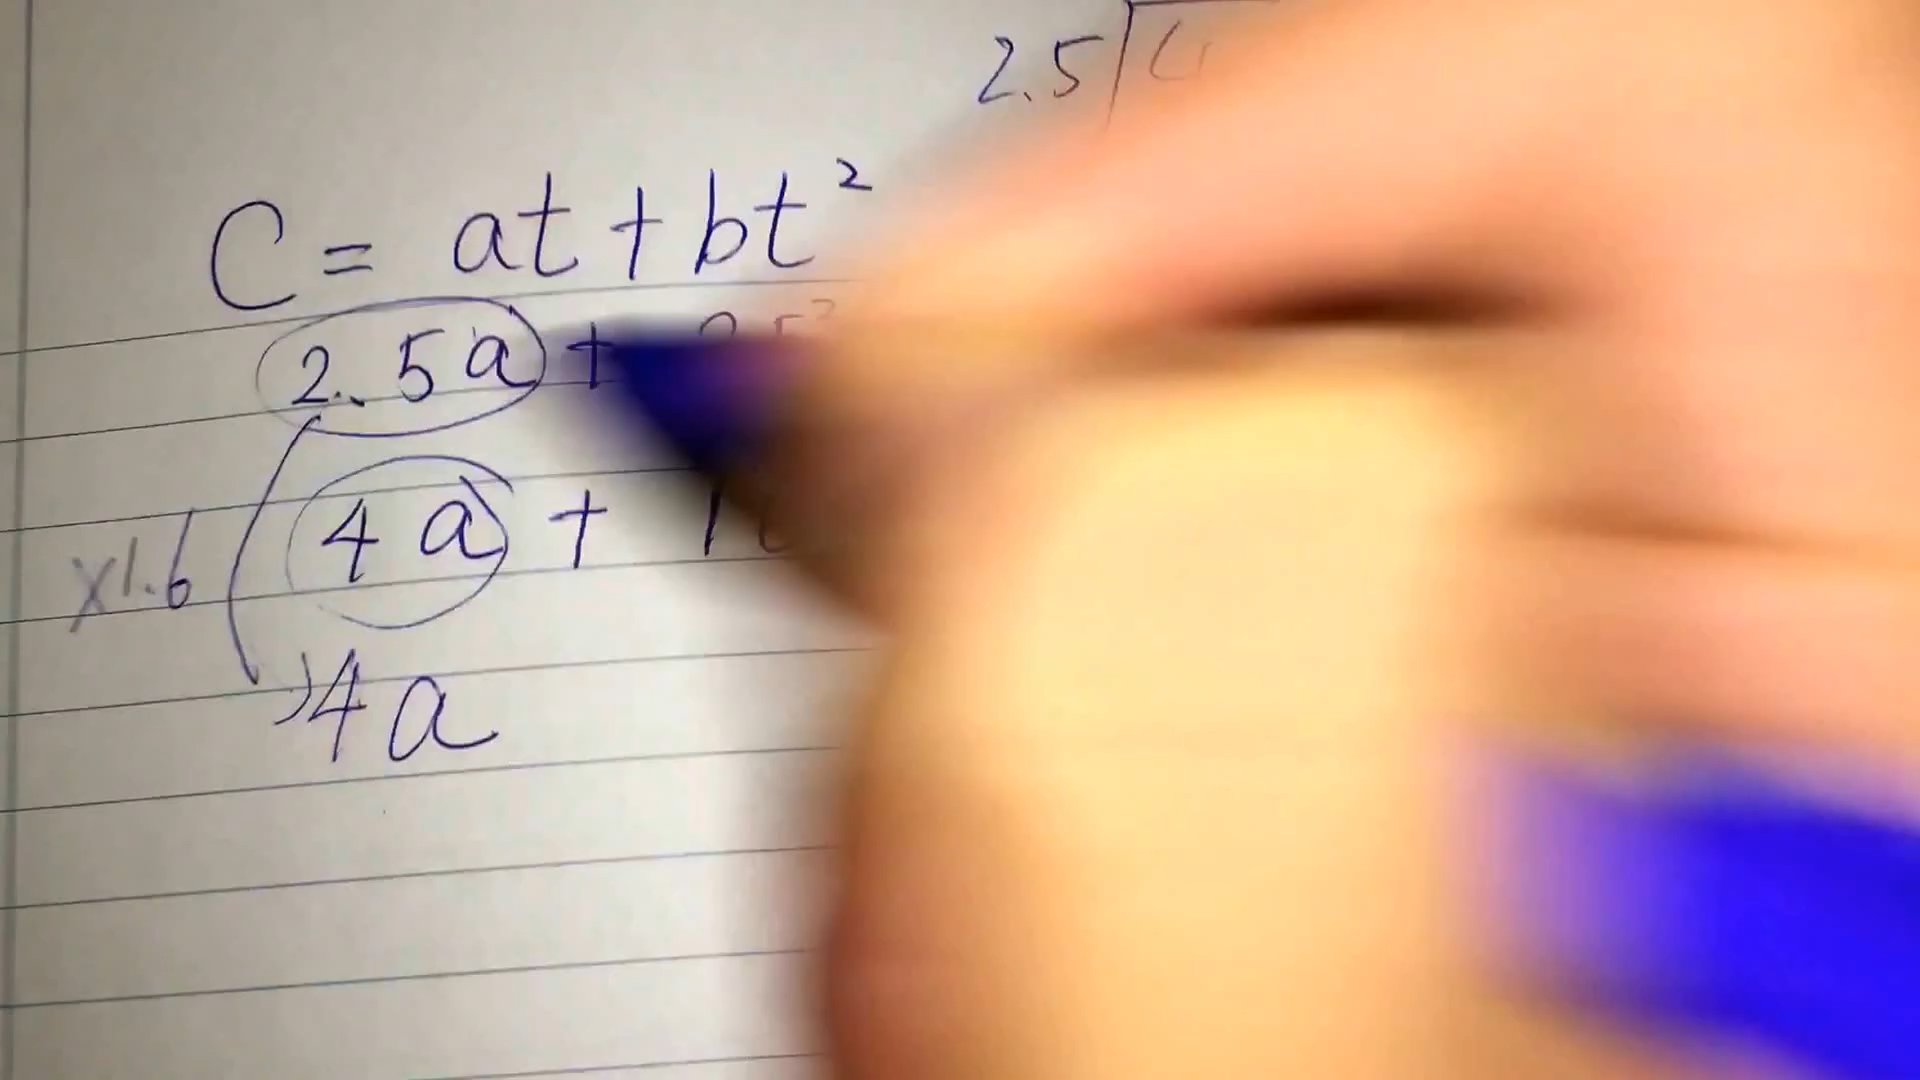 2.5
C = at + bt²
2.5a +
4a +
x1.6
4a